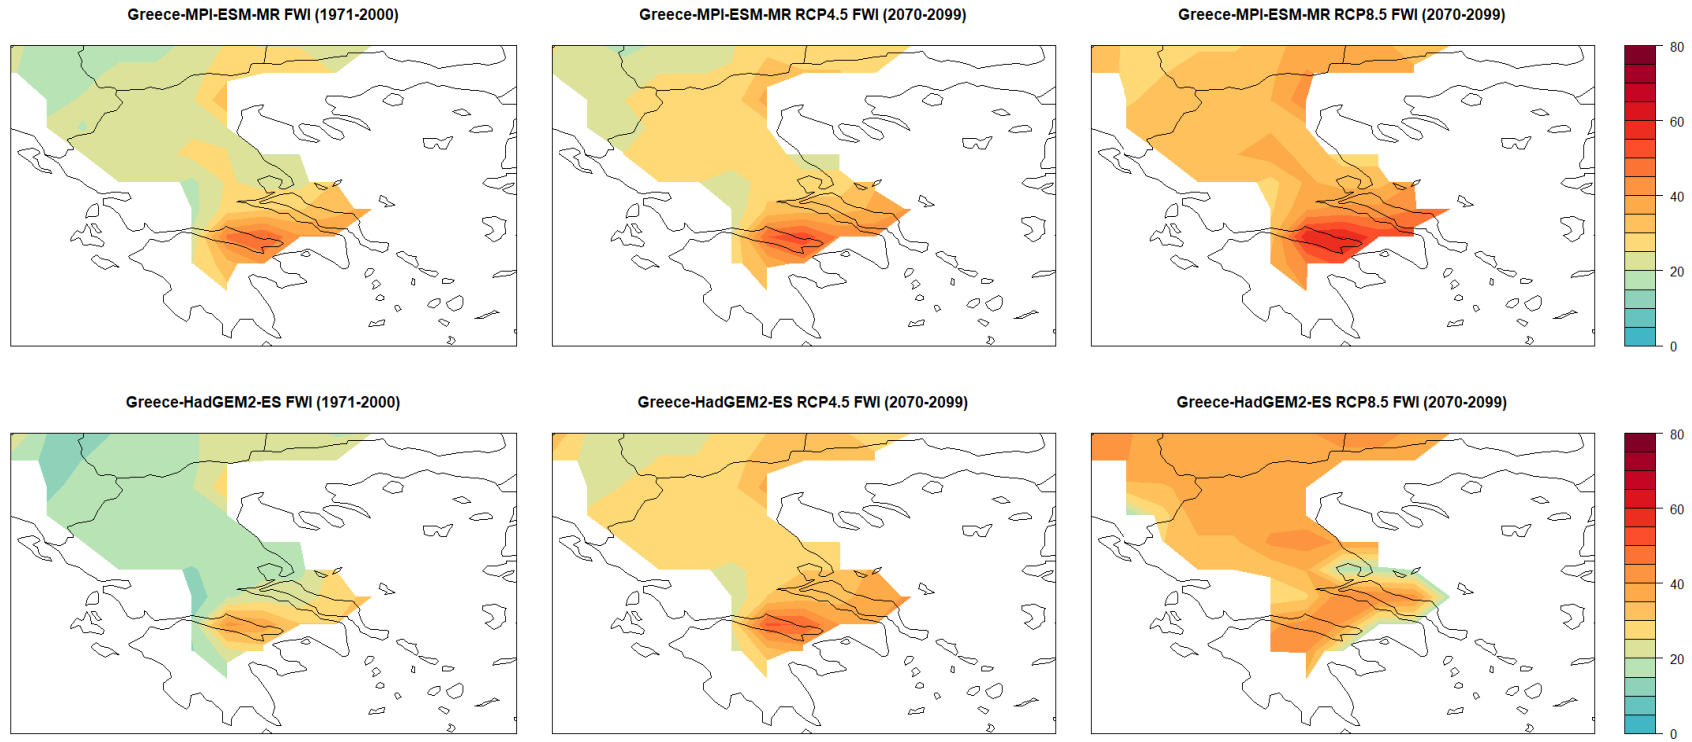 Greece-MPI-ESM-MR FWI (1971-2000)
Greece-MPI-ESM-MR RCP4.5 FWI (2070-2099)
Greece-MPI-ESM-MR RCP8.5 FWI (2070-2099)
80
60
40
20
0
Greece-HadGEM2-ES FWI (1971-2000)
Greece-HadGEM2-ES RCP4.5 FWI (2070-2099)
Greece-HadGEM2-ES RCP8.5 FWI (2070-2099)
80
60
40
20
0